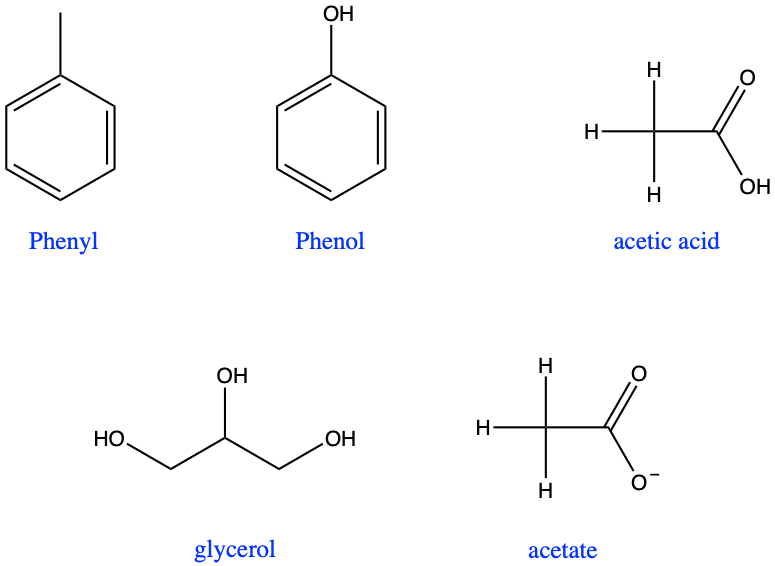 OH
H
O
H
H
OH
Phenyl
Phenol
acetic acid
OH
HO
OH
H
O
H
H
O⁻
glycerol
acetate